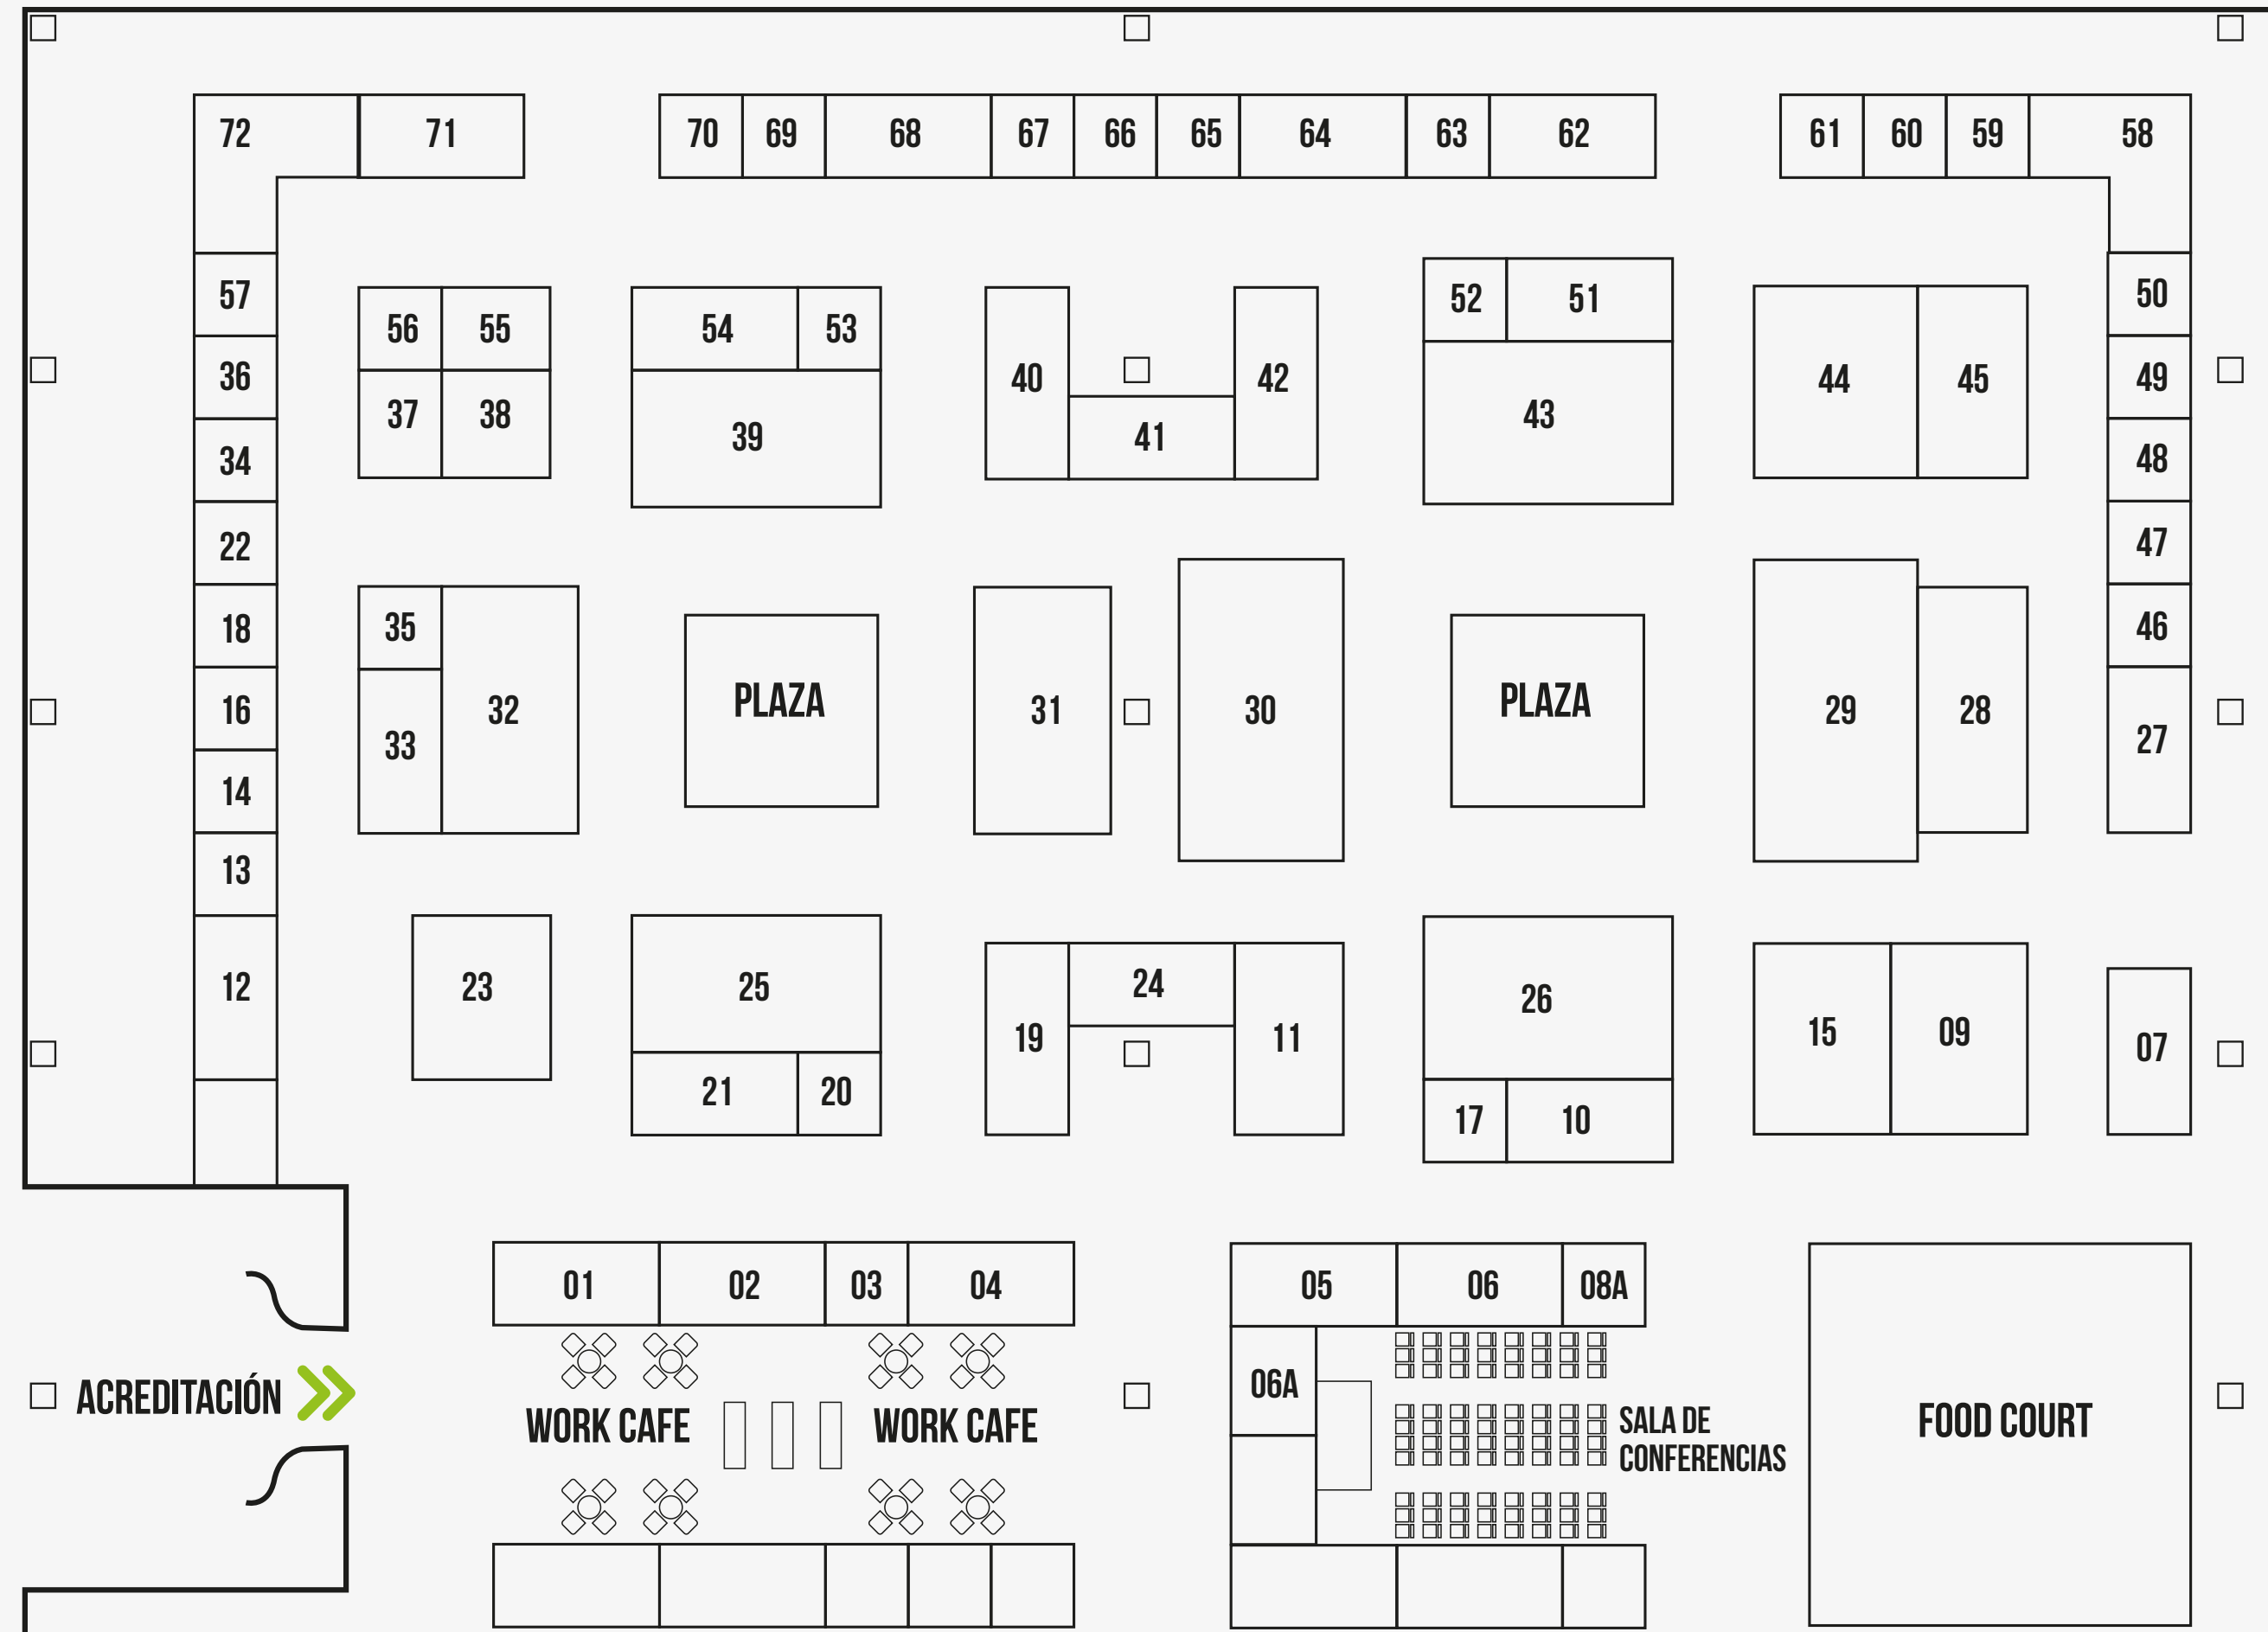 72 71 70 69 68 67 66 65 64 63 62 61 60 59 58
57 56 55 54 53 40 42 52 51 44 45 50
36 37 38 39 41 43 49
34 48
22 47
18 35 46
16 33 32 PLAZA 31 30 PLAZA 29 28 27
14
13
12 23 25 24 26
19 11 15 09 07
21 20 17 10
01 02 03 04 05 06 08A
06A
ACREDITACIÓN
WORK CAFE WORK CAFE
SALA DE
CONFERENCIAS
FOOD COURT